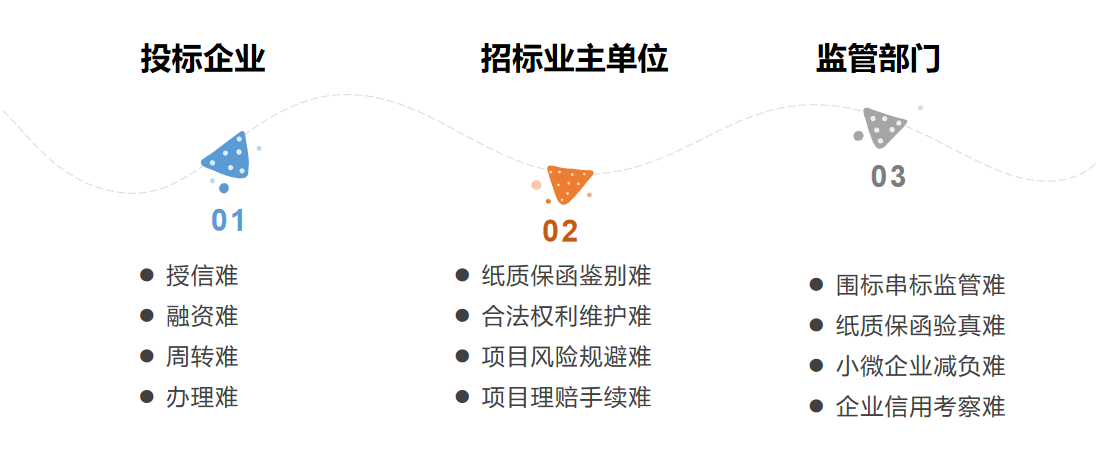 投标企业
01
授信难
融资难
周转难
办理难
招标业主单位
02
纸质保函鉴别难
合法权利维护难
项目风险规避难
项目理赔手续难
监管部门
03
围标串标监管难
纸质保函验真难
小微企业减负难
企业信用考察难